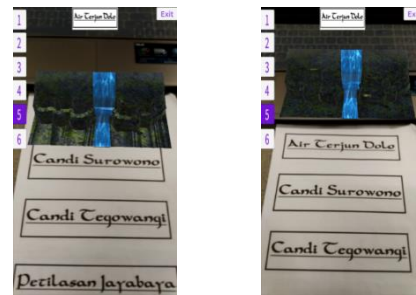 Air Terjun Dolo
Exit
1
2
3
4
5
6
Candi Surowono
Candi Tegowangi
Petilasan Jayabaya
Air Terjun Dolo
Ex
1
2
3
4
5
6
Air Terjun Dolo
Candi Surowono
Candi Tegowangi